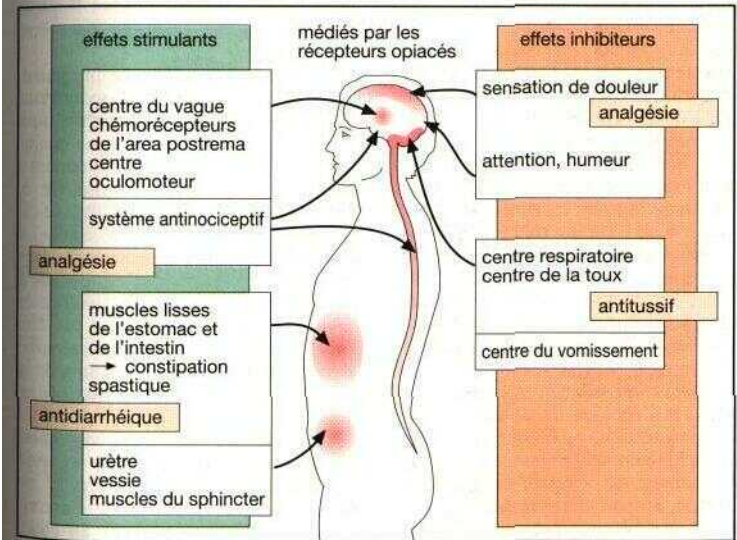 effets stimulants
médiés par les
récepteurs opiacés
effets inhibiteurs
centre du vague
chémorécepteurs
de l'area postrema
centre
oculomoteur
système antinociceptif
analgésie
muscles lisses
de l'estomac et
de l'intestin
→ constipation
spastique
antidiarrhéique
urètre
vessie
muscles du sphincter
sensation de douleur
analgésie
attention, humeur
centre respiratoire
centre de la toux
antitussif
centre du vomissement